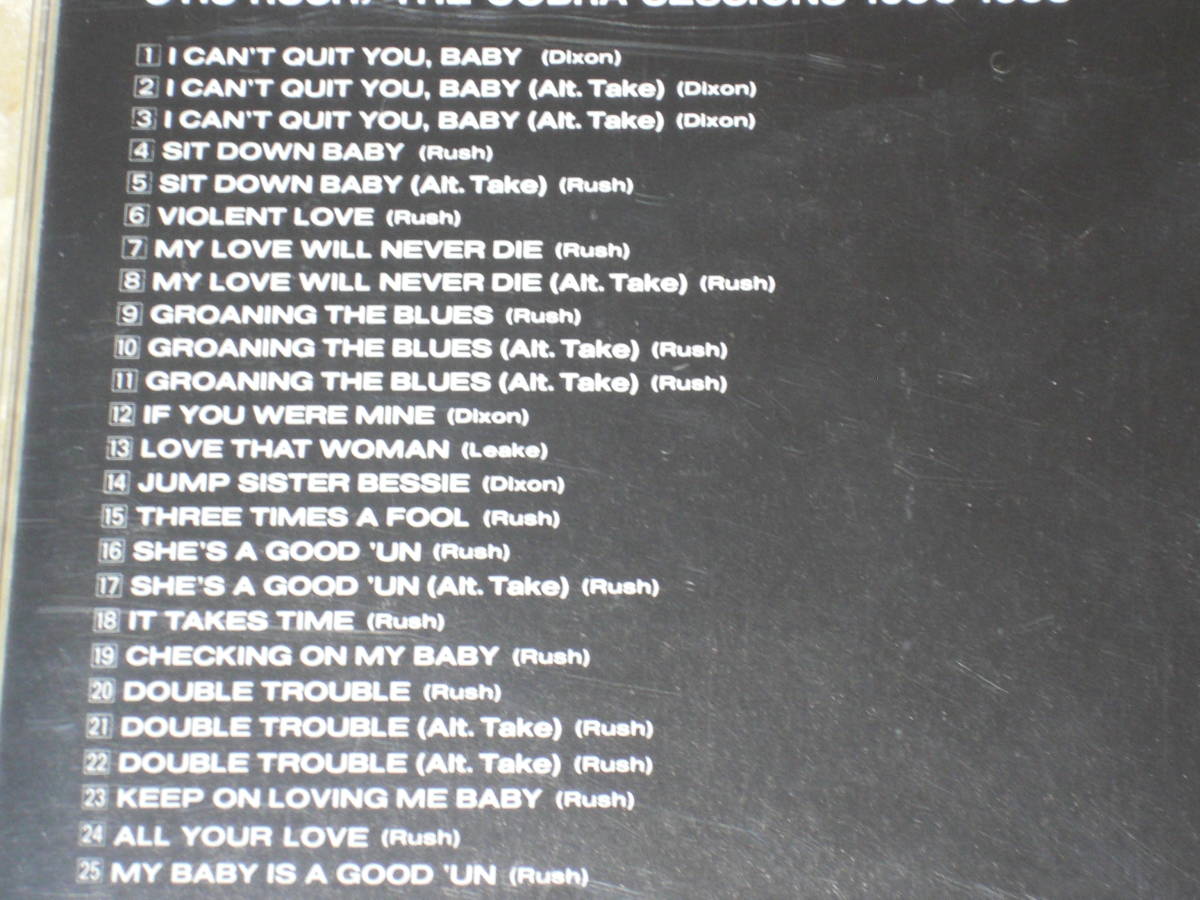 OTIS RUSH / THE COBRA SESSIONS 1956-1958
1 I CAN'T QUIT YOU, BABY (Dixon)
2 I CAN'T QUIT YOU, BABY (Alt. Take) (Dixon)
3 I CAN'T QUIT YOU, BABY (Alt. Take) (Dixon)
4 SIT DOWN BABY (Rush)
5 SIT DOWN BABY (Alt. Take) (Rush)
6 VIOLENT LOVE (Rush)
7 MY LOVE WILL NEVER DIE (Rush)
8 MY LOVE WILL NEVER DIE (Alt. Take) (Rush)
9 GROANING THE BLUES (Rush)
10 GROANING THE BLUES (Alt. Take) (Rush)
11 GROANING THE BLUES (Alt. Take) (Rush)
12 IF YOU WERE MINE (Dixon)
13 LOVE THAT WOMAN (Leake)
14 JUMP SISTER BESSIE (Dixon)
15 THREE TIMES A FOOL (Rush)
16 SHE'S A GOOD 'UN (Rush)
17 SHE'S A GOOD 'UN (Alt. Take) (Rush)
18 IT TAKES TIME (Rush)
19 CHECKING ON MY BABY (Rush)
20 DOUBLE TROUBLE (Rush)
21 DOUBLE TROUBLE (Alt. Take) (Rush)
22 DOUBLE TROUBLE (Alt. Take) (Rush)
23 KEEP ON LOVING ME BABY (Rush)
24 ALL YOUR LOVE (Rush)
25 MY BABY IS A GOOD 'UN (Rush)